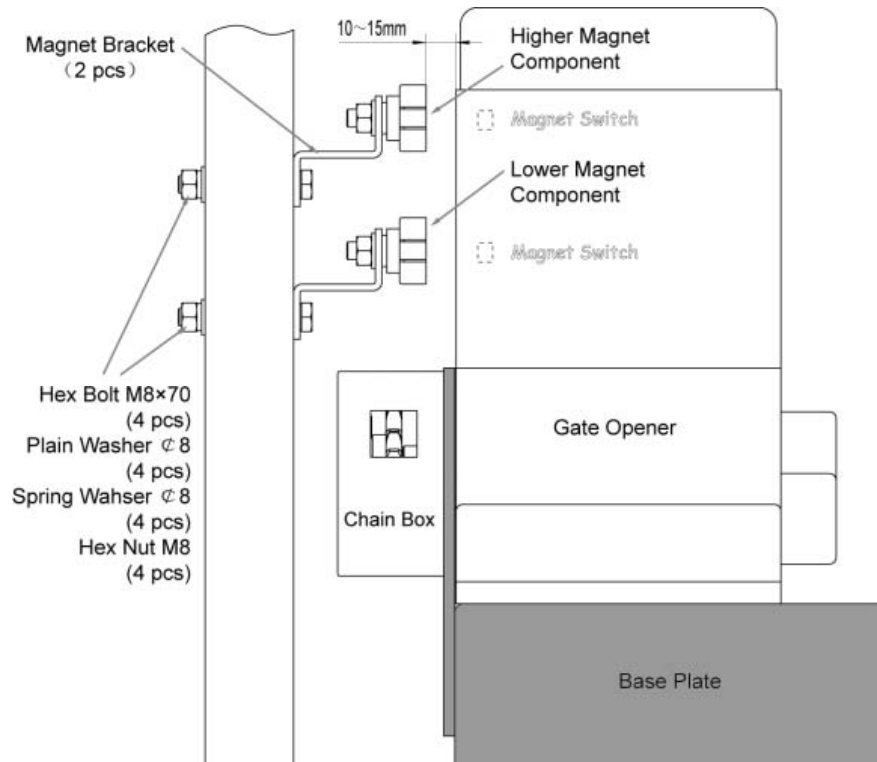 Magnet Bracket
(2 pcs)
10~15mm
Higher Magnet
Component
Magnet Switch
Lower Magnet
Component
Magnet Switch
Hex Bolt M8×70
(4 pcs)
Plain Washer ₵8
(4 pcs)
Spring Wahser ₵8
(4 pcs)
Hex Nut M8
(4 pcs)
Chain Box
Gate Opener
Base Plate